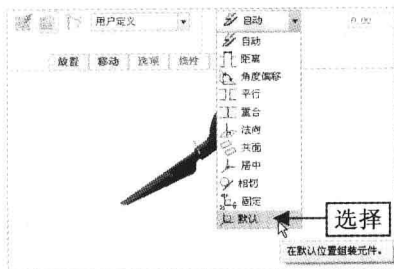 用户定义
自动
0.00
放置 移动 选项 属性
自动
距离
角度偏移
平行
重合
法向
共面
居中
相切
固定
默认
选择
在默认位置组装元件。